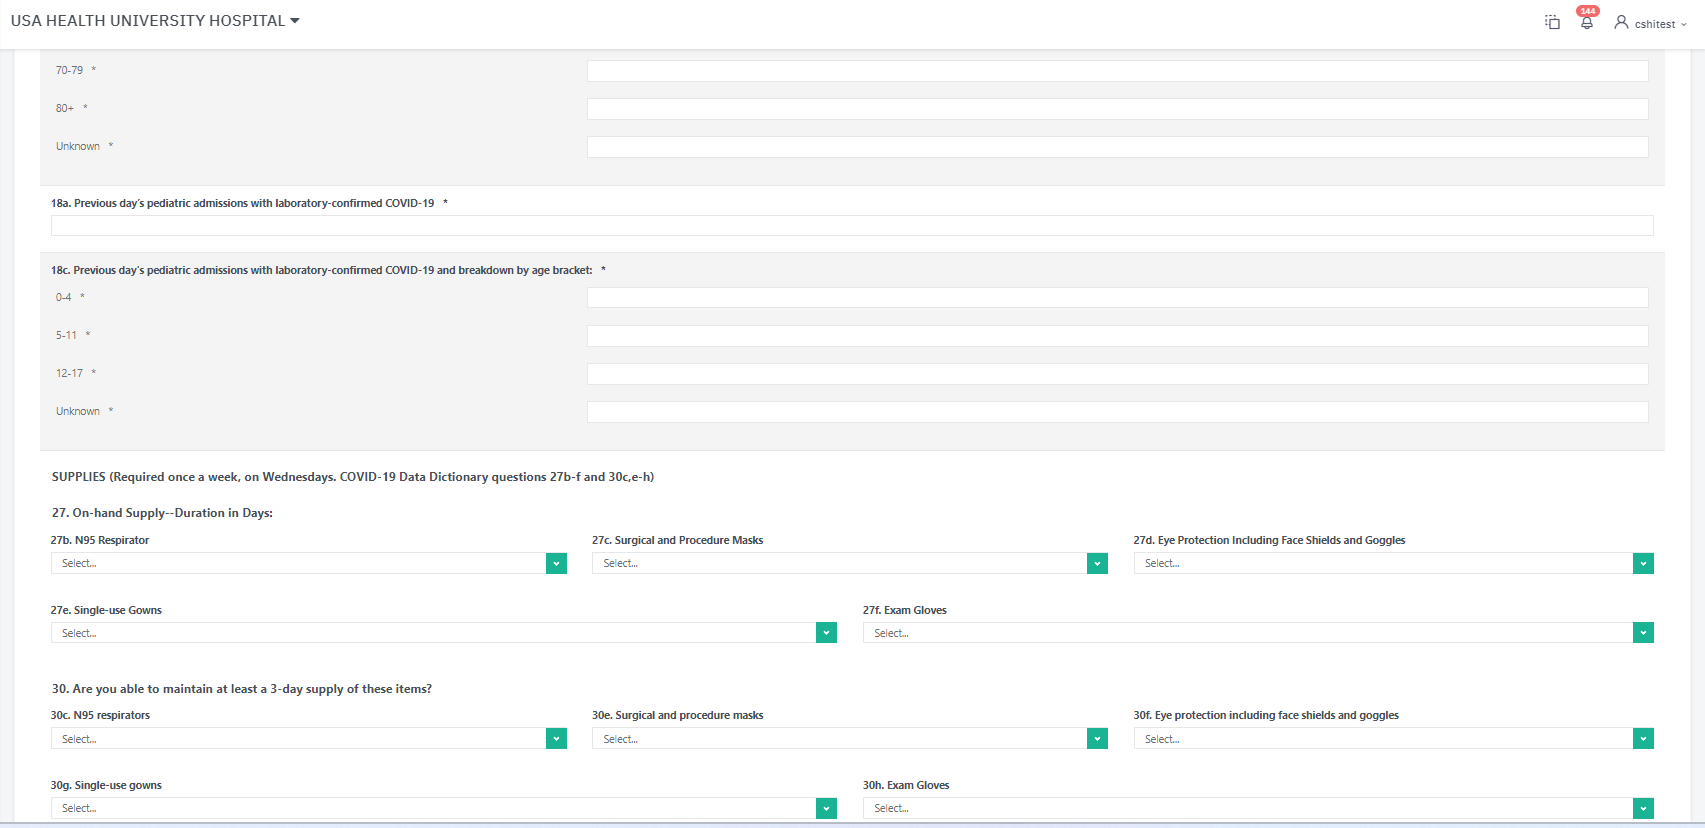 USA HEALTH UNIVERSITY HOSPITAL
144
cshitest
70-79 *
80+ *
Unknown *
18a. Previous day's pediatric admissions with laboratory-confirmed COVID-19 *
18c. Previous day's pediatric admissions with laboratory-confirmed COVID-19 and breakdown by age bracket: *
0-4 *
5-11 *
12-17 *
Unknown *
SUPPLIES (Required once a week, on Wednesdays. COVID-19 Data Dictionary questions 27b-f and 30c,e-h)
27. On-hand Supply--Duration in Days:
27b. N95 Respirator
Select...
27c. Surgical and Procedure Masks
Select...
27d. Eye Protection Including Face Shields and Goggles
Select...
27e. Single-use Gowns
Select...
27f. Exam Gloves
Select...
30. Are you able to maintain at least a 3-day supply of these items?
30c. N95 respirators
Select...
30e. Surgical and procedure masks
Select...
30f. Eye protection including face shields and goggles
Select...
30g. Single-use gowns
Select...
30h. Exam Gloves
Select...